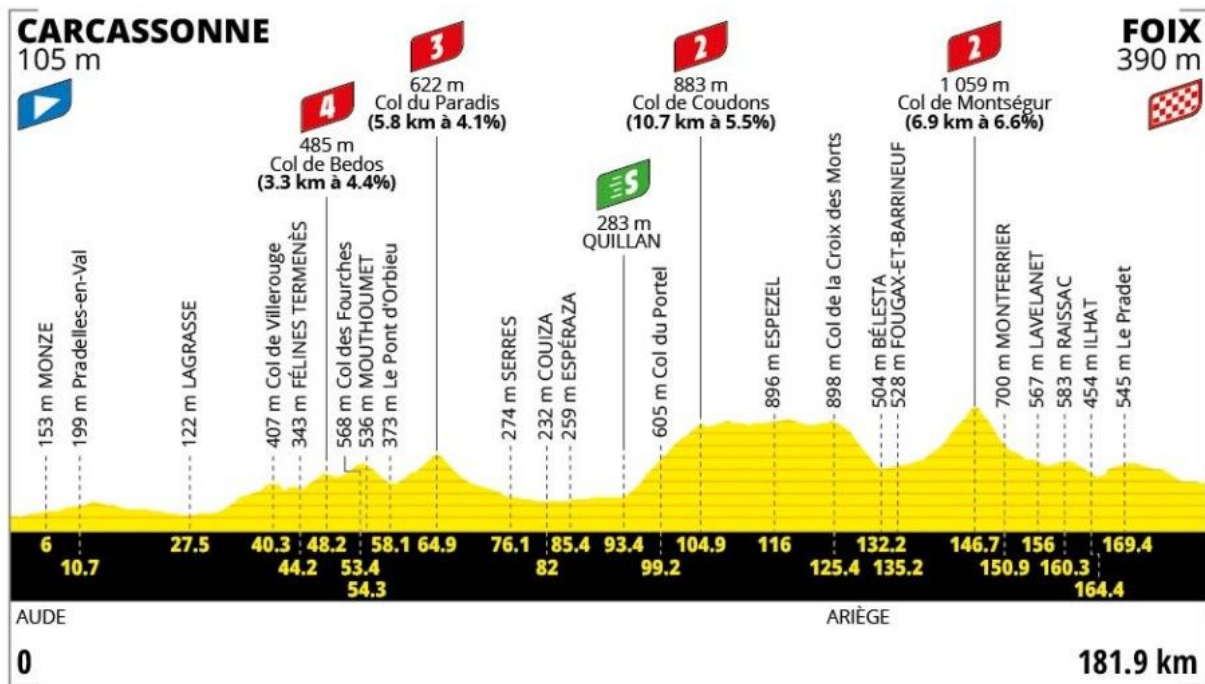 CARCASSONNE
105 m
FOIX
390 m
4
485 m
Col de Bedos
(3.3 km à 4.4%)
3
622 m
Col du Paradis
(5.8 km à 4.1%)
S
283 m
QUILLAN
2
883 m
Col de Coudons
(10.7 km à 5.5%)
2
1 059 m
Col de Montségur
(6.9 km à 6.6%)
153 m MONZE
199 m Pradelles-en-Val
122 m LAGRASSE
407 m Col de Villerouge
343 m FÉLINES TERMENÈS
568 m Col des Fourches
536 m MOUTHOUMET
373 m Le Pont d'Orbieu
274 m SERRES
232 m COUIZA
259 m ESPÉRAZA
605 m Col du Portel
896 m ESPEZEL
898 m Col de la Croix des Morts
504 m BÉLESTA
528 m FOUGAX-ET-BARRINEUF
700 m MONTFERRIER
567 m LAVELANET
583 m RAISSAC
454 m ILHAT
545 m Le Pradet
6 27.5 40.3 48.2 58.1 64.9 76.1 85.4 93.4 104.9 116 132.2 146.7 156 169.4
10.7 44.2 53.4 82 99.2 125.4 135.2 150.9 160.3
54.3 164.4
AUDE
ARIÈGE
0
181.9 km